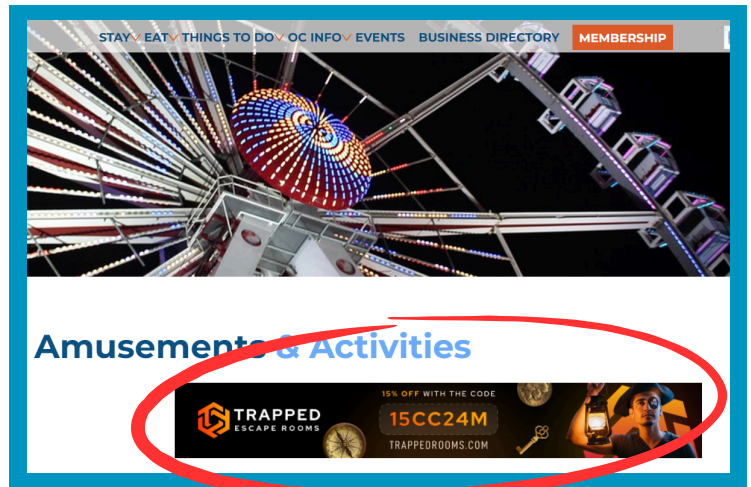 STAY EAT THINGS TO DO OC INFO EVENTS BUSINESS DIRECTORY MEMBERSHIP
Amusements & Activities
TRAPPED
ESCAPE ROOMS
15% OFF WITH THE CODE
15CC24M
TRAPPEDROOMS.COM